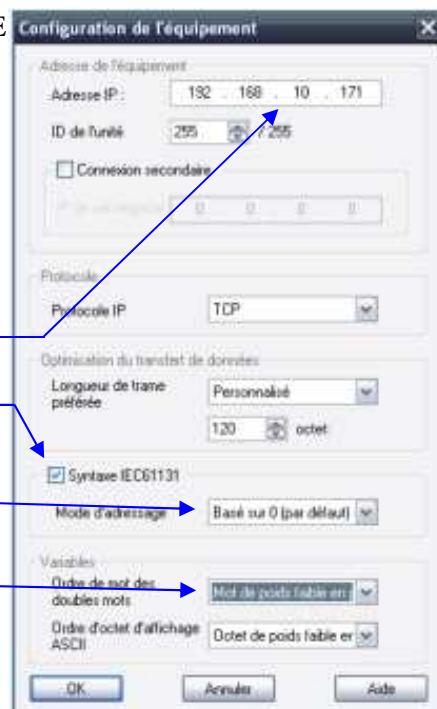 E
Configuration de l'équipement
Adresse de l'équipement
Adresse IP : 192 . 168 . 10 . 171
ID de l'unité 255 / 255
Connexion secondaire
0 . 0 . 0 . 0
Protocole
Protocole IP TCP
Optimisation du transfert de données
Longueur de trame préférée Personnalisé
120 octet
Syntaxe IEC61131
Mode d'adressage Basé sur 0 (par défaut)
Variables
Ordre de mot des doubles mots Mot de poids faible en
Ordre d'octet d'affichage ASCII Octet de poids faible er
OK Annuler Aide